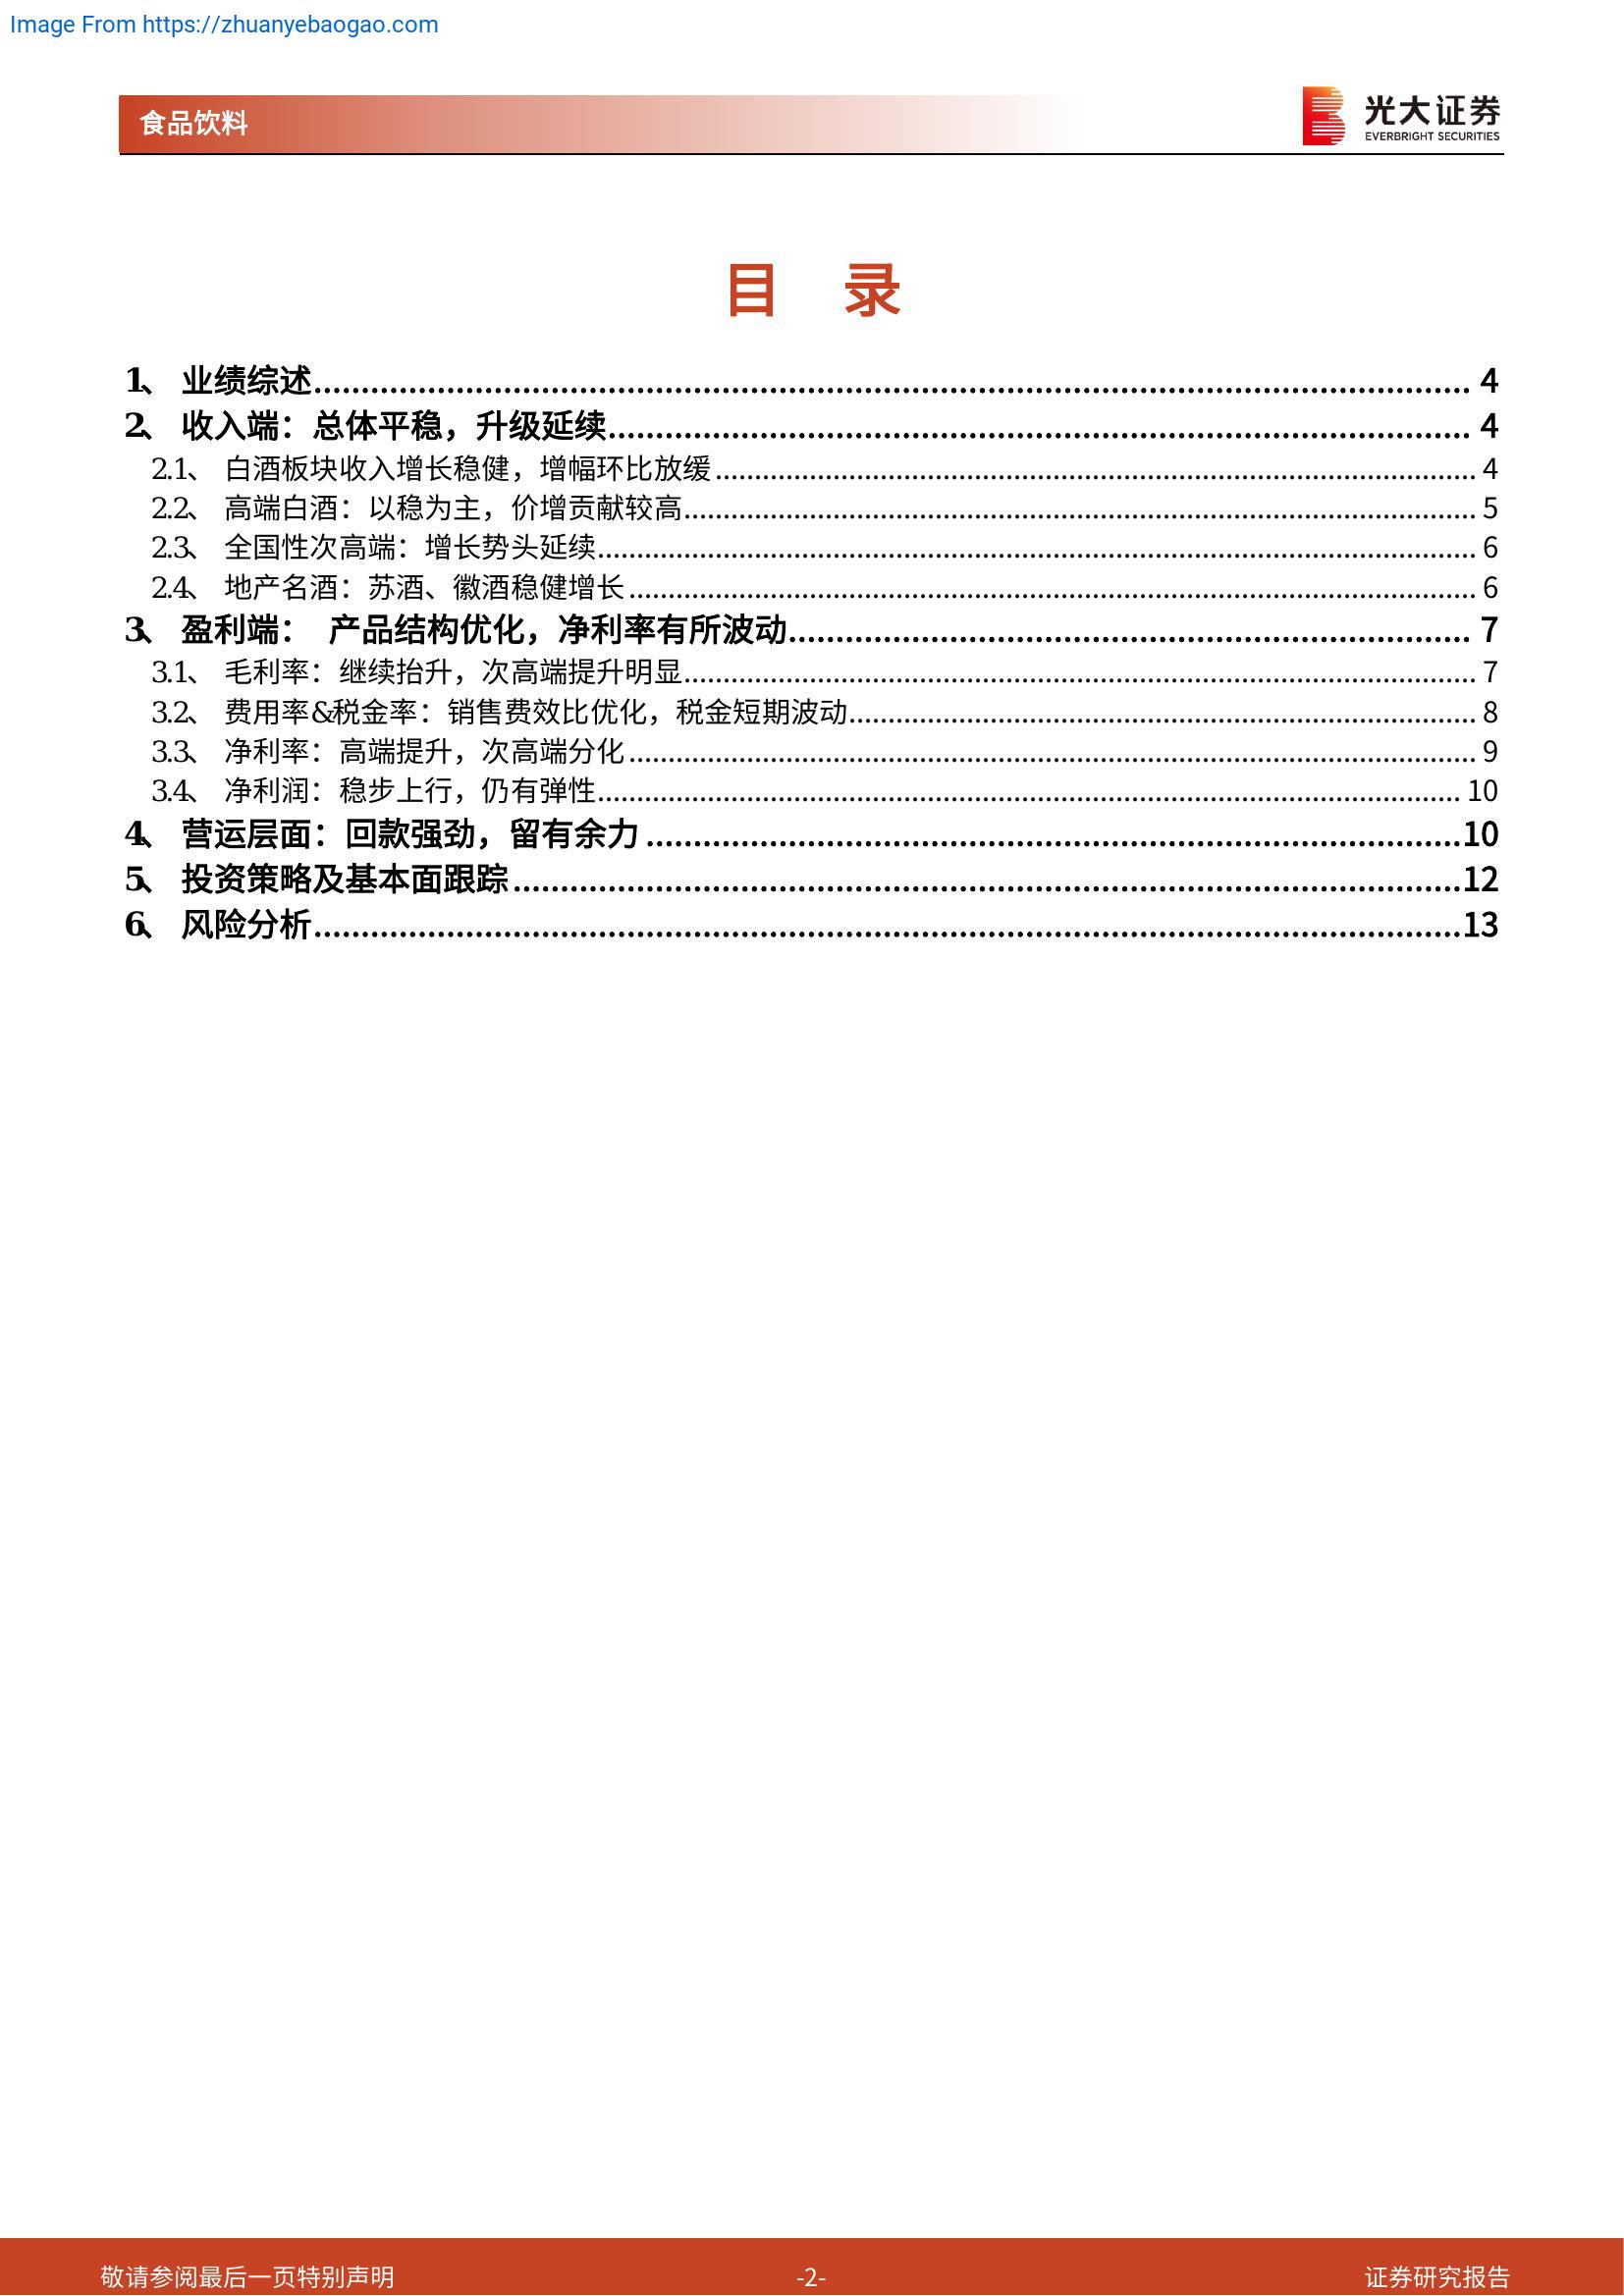 Image From https://zhuanyebaogao.com
食品饮料
光大证券
EVERBRIGHT SECURITIES
目 录
1、 业绩综述 4
2、 收入端：总体平稳，升级延续 4
2.1、 白酒板块收入增长稳健，增幅环比放缓 4
2.2、 高端白酒：以稳为主，价增贡献较高 5
2.3、 全国性次高端：增长势头延续 6
2.4、 地产名酒：苏酒、徽酒稳健增长 6
3、 盈利端： 产品结构优化，净利率有所波动 7
3.1、 毛利率：继续抬升，次高端提升明显 7
3.2、 费用率&税金率：销售费效比优化，税金短期波动 8
3.3、 净利率：高端提升，次高端分化 9
3.4、 净利润：稳步上行，仍有弹性 10
4、 营运层面：回款强劲，留有余力 10
5、 投资策略及基本面跟踪 12
6、 风险分析 13
敬请参阅最后一页特别声明 -2- 证券研究报告